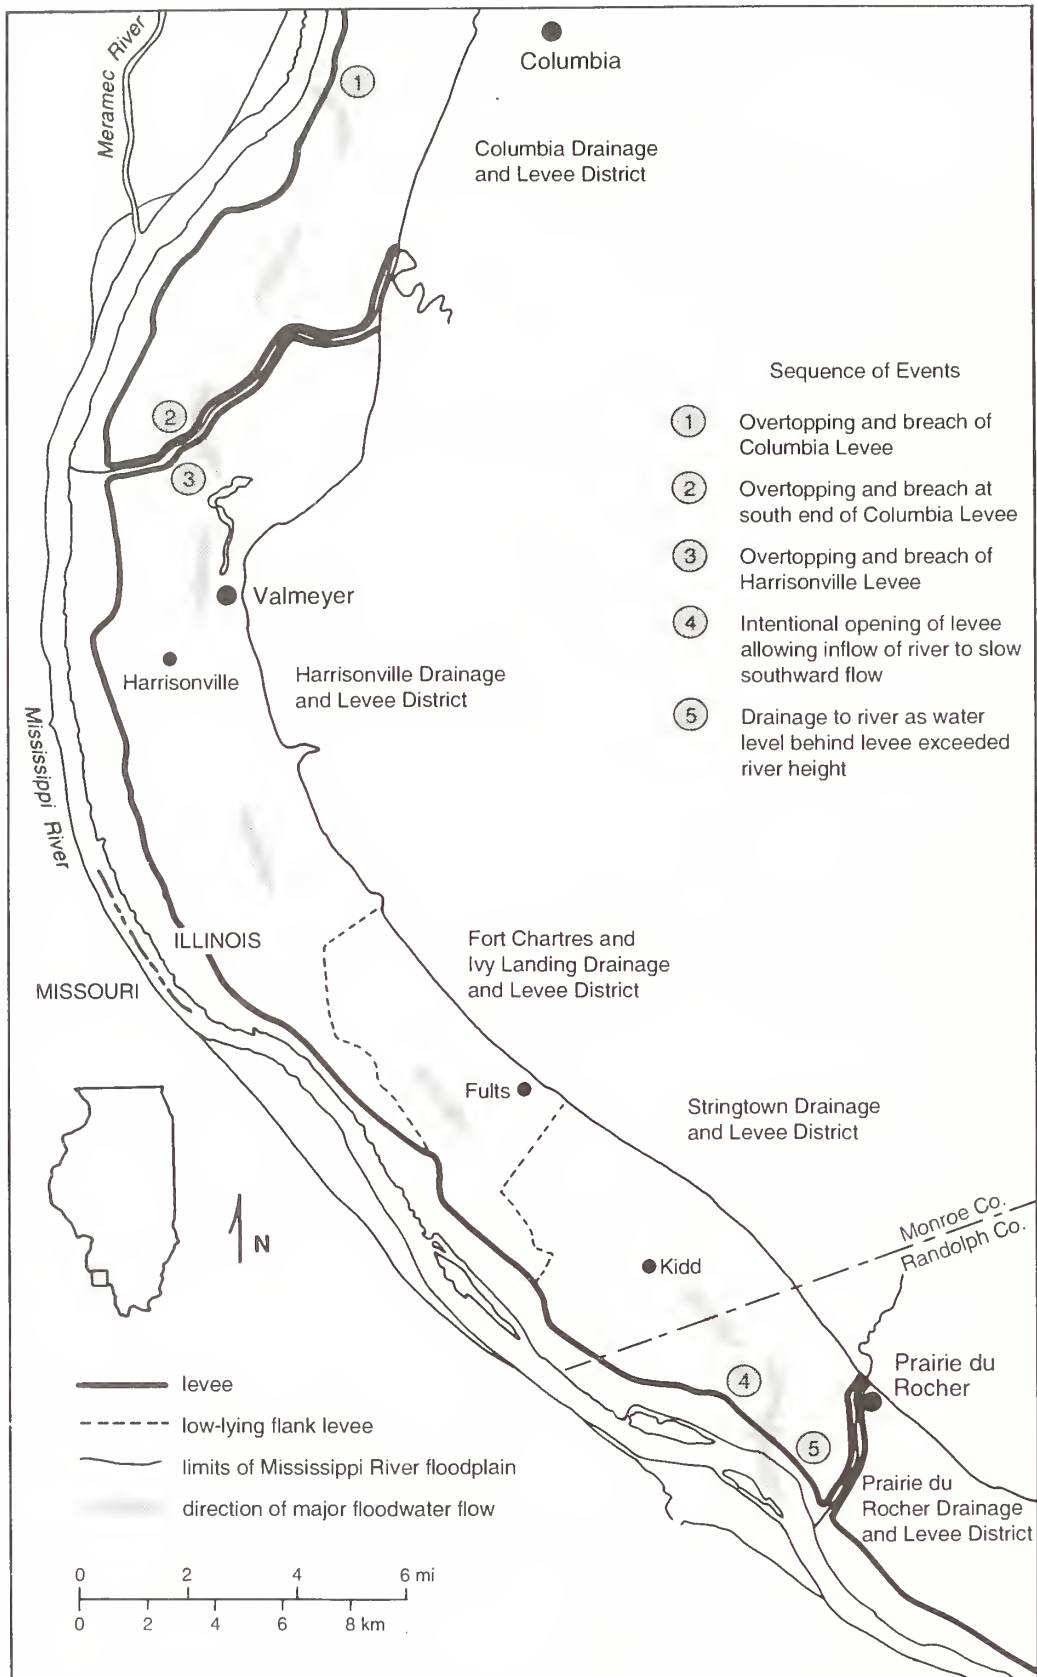 Meramec River
1
Columbia
Columbia Drainage
and Levee District
2
3
Sequence of Events
1 Overtopping and breach of
Columbia Levee
2 Overtopping and breach at
south end of Columbia Levee
3 Overtopping and breach of
Harrisonville Levee
4 Intentional opening of levee
allowing inflow of river to slow
southward flow
5 Drainage to river as water
level behind levee exceeded
river height
Valmeyer
Harrisonville
Harrisonville Drainage
and Levee District
Mississippi River
ILLINOIS
MISSOURI
Fort Chartres and
Ivy Landing Drainage
and Levee District
Fults
Stringtown Drainage
and Levee District
Monroe Co.
Randolph Co.
N
Kidd
4
Prairie du
Rocher
5
Prairie du
Rocher Drainage
and Levee District
levee
low-lying flank levee
limits of Mississippi River floodplain
direction of major floodwater flow
0 2 4 6 mi
0 2 4 6 8 km